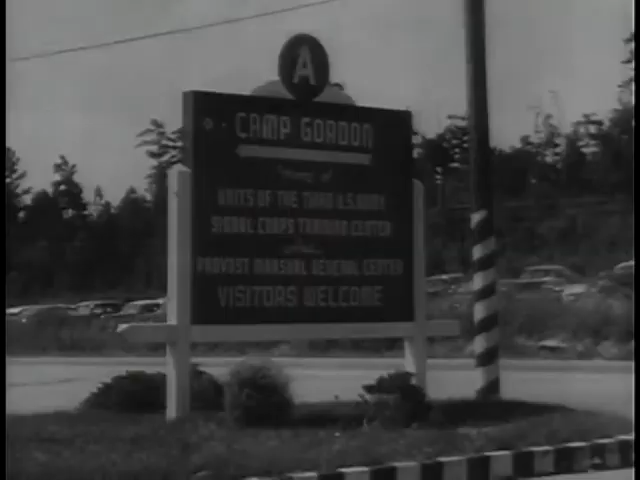 A
CAMP GORDON
UNITS OF THE THIRD U.S. ARMY
SIGNAL CORPS TRAINING CENTER
PROVOST MARSHAL GENERAL CENTER
VISITORS WELCOME